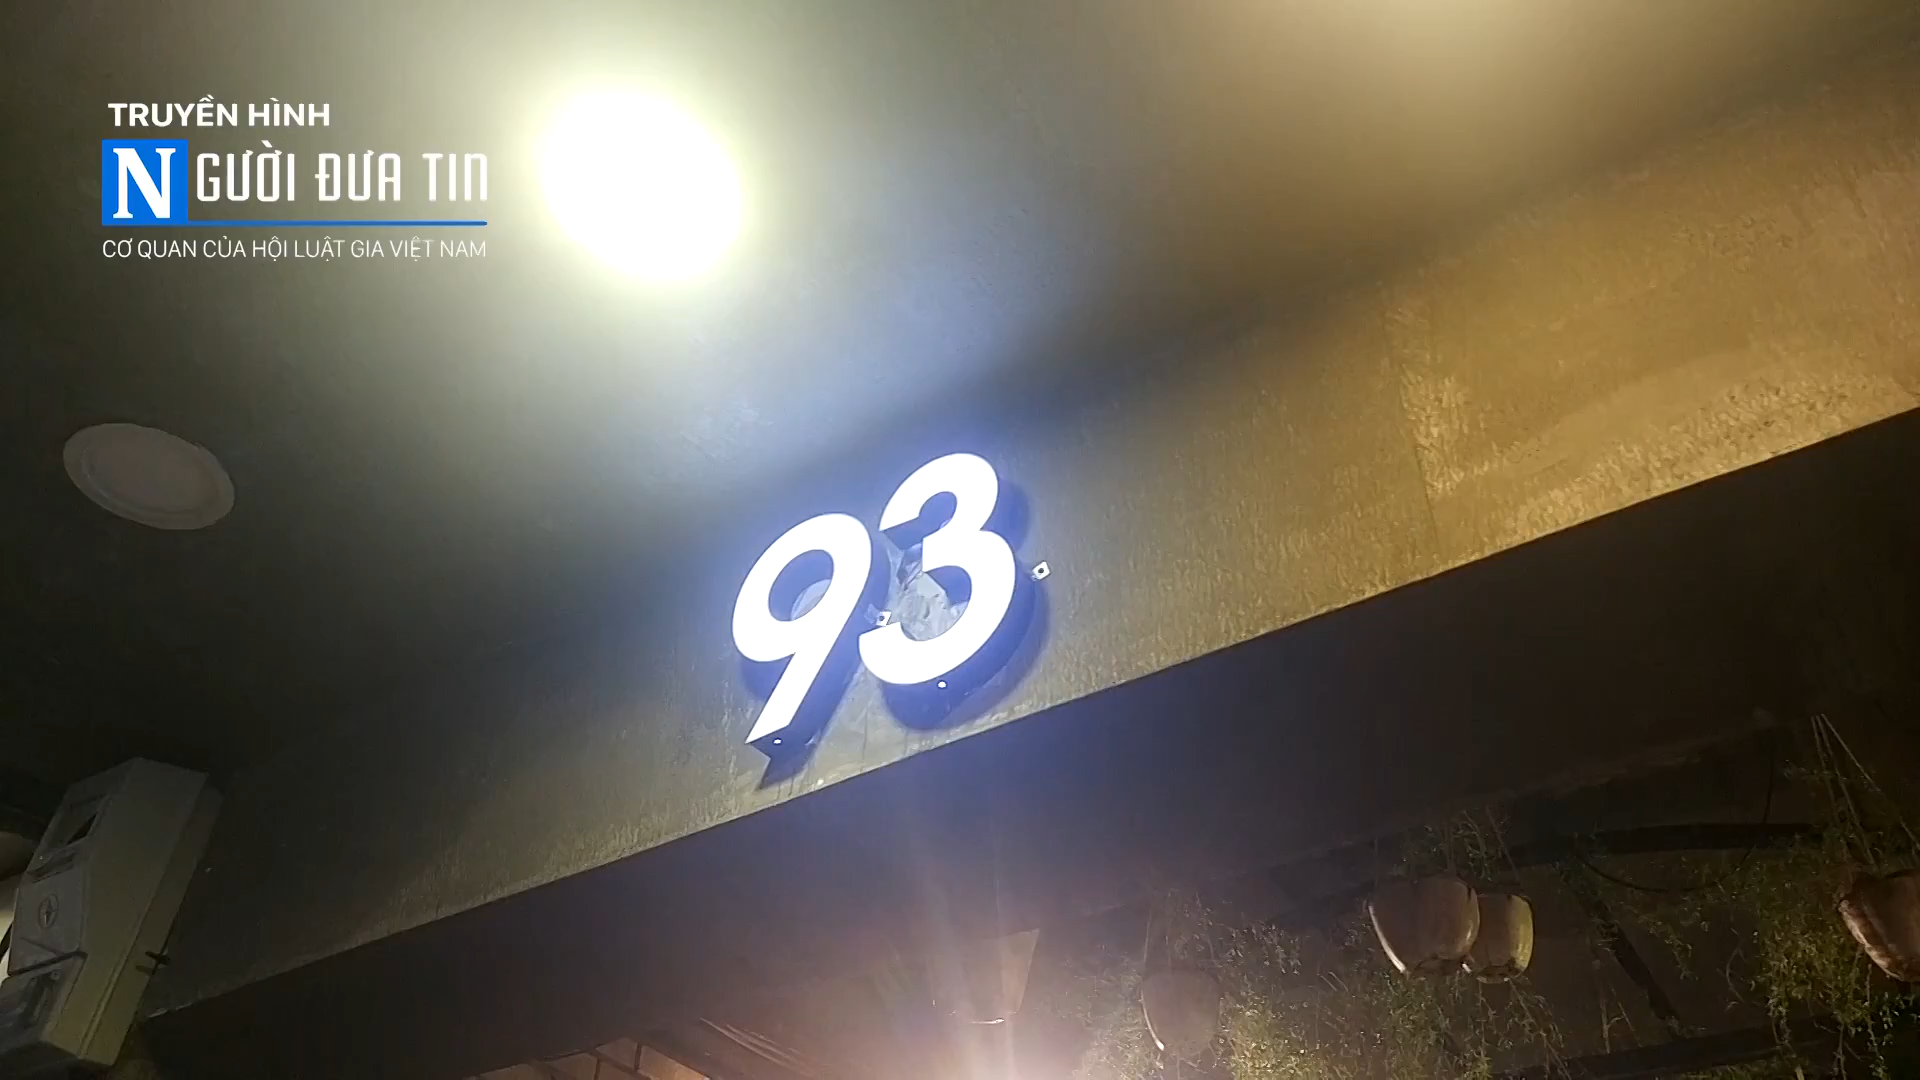 TRUYỀN HÌNH
NGƯỜI ĐƯA TIN
CƠ QUAN CỦA HỘI LUẬT GIA VIỆT NAM
93